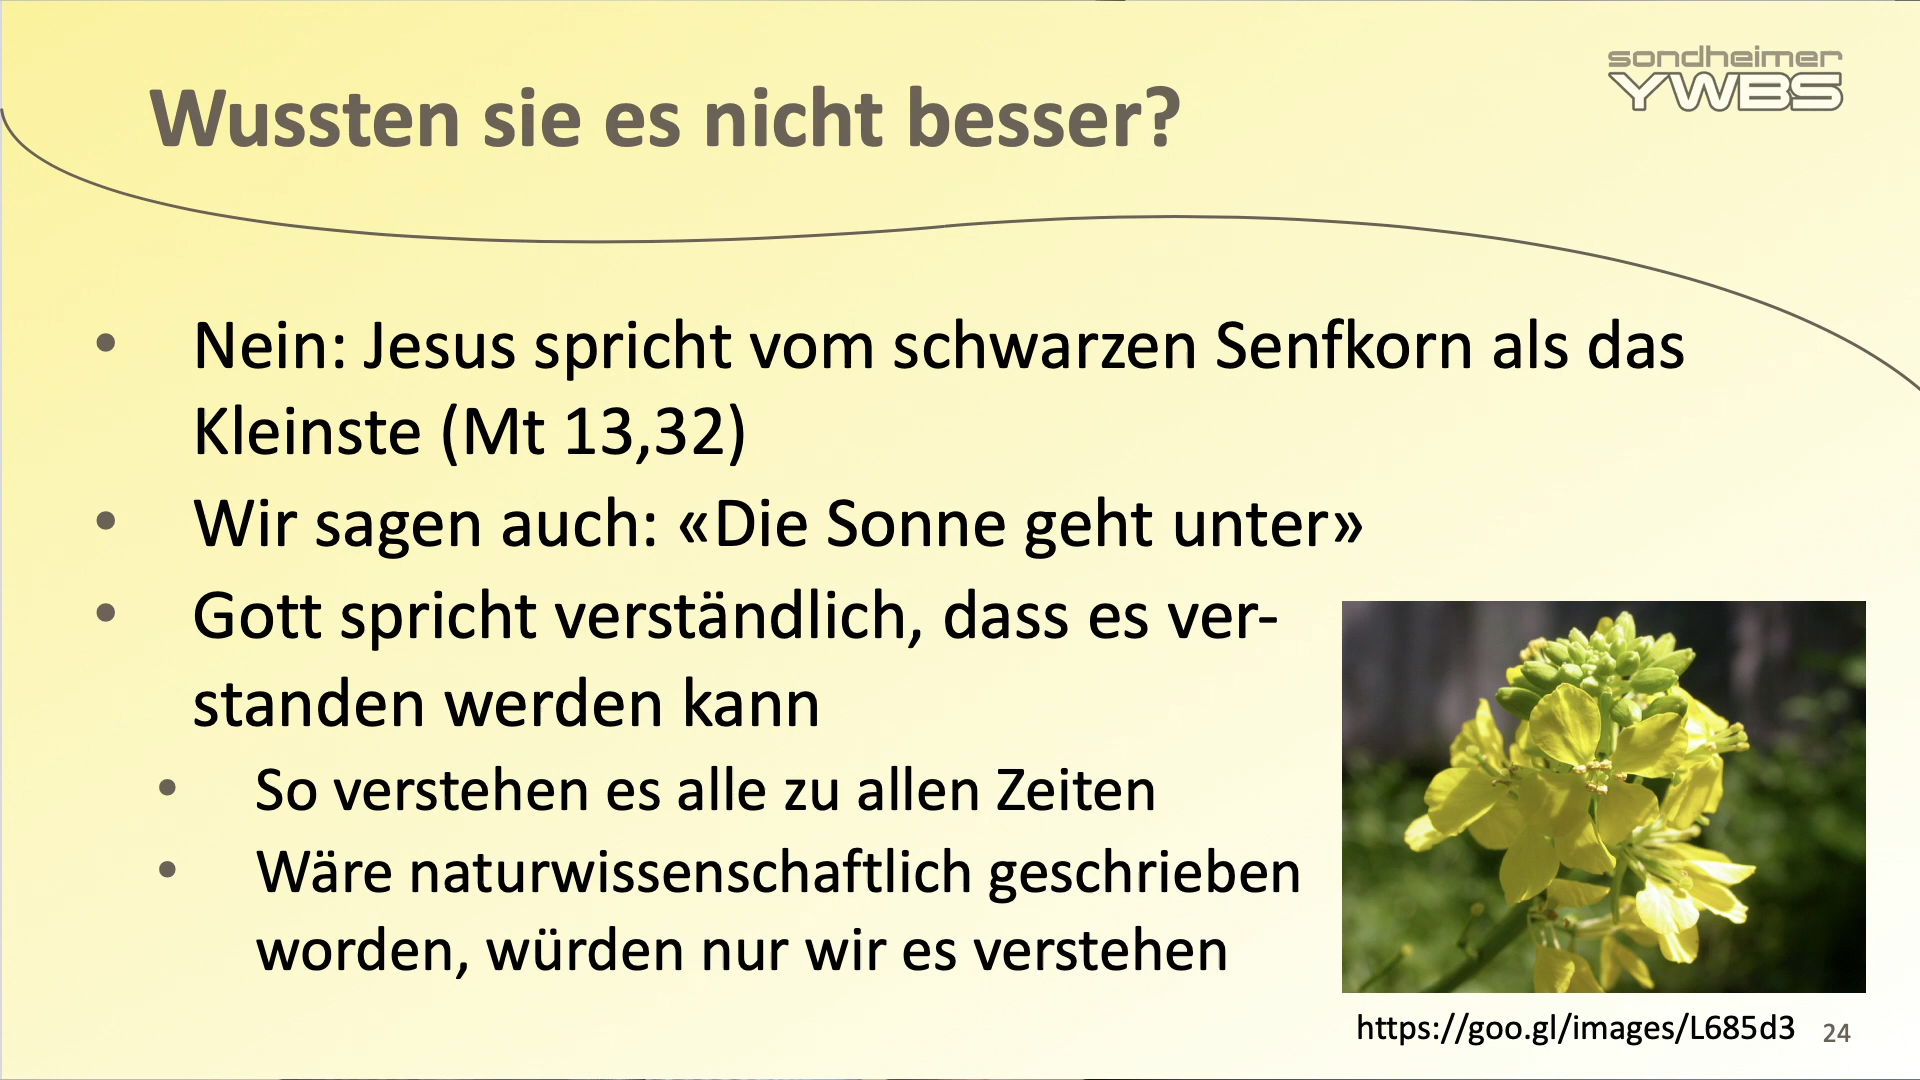 sondheimer
YWBS
Wussten sie es nicht besser?
• Nein: Jesus spricht vom schwarzen Senfkorn als das
Kleinste (Mt 13,32)
• Wir sagen auch: «Die Sonne geht unter»
• Gott spricht verständlich, dass es ver-
standen werden kann
• So verstehen es alle zu allen Zeiten
• Wäre naturwissenschaftlich geschrieben
worden, würden nur wir es verstehen
https://goo.gl/images/L685d3
24